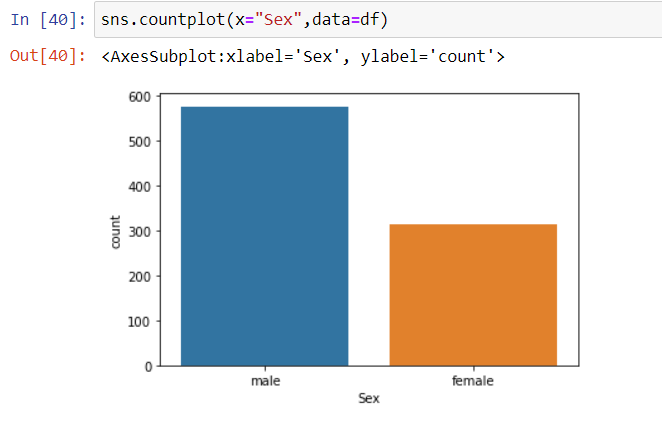 In [40]: sns.countplot(x="Sex",data=df)
Out[40]: <AxesSubplot:xlabel='Sex', ylabel='count'>
600
500
400
300
200
100
0
count
male female
Sex